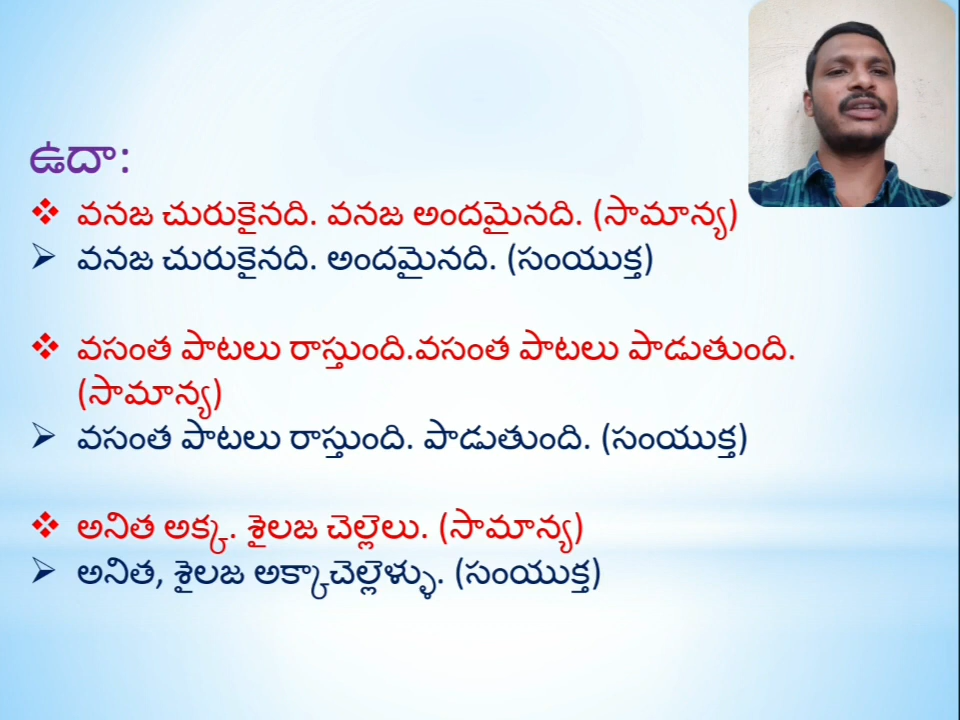 ఉదా:
❖ వనజ చురుకైనది. వనజ అందమైనది. (సామాన్య)
➢ వనజ చురుకైనది. అందమైనది. (సంయుక్త)
❖ వసంత పాటలు రాస్తుంది.వసంత పాటలు పాడుతుంది.
(సామాన్య)
➢ వసంత పాటలు రాస్తుంది. పాడుతుంది. (సంయుక్త)
❖ అనిత అక్క. శైలజ చెల్లెలు. (సామాన్య)
➢ అనిత, శైలజ అక్కాచెల్లెళ్ళు. (సంయుక్త)